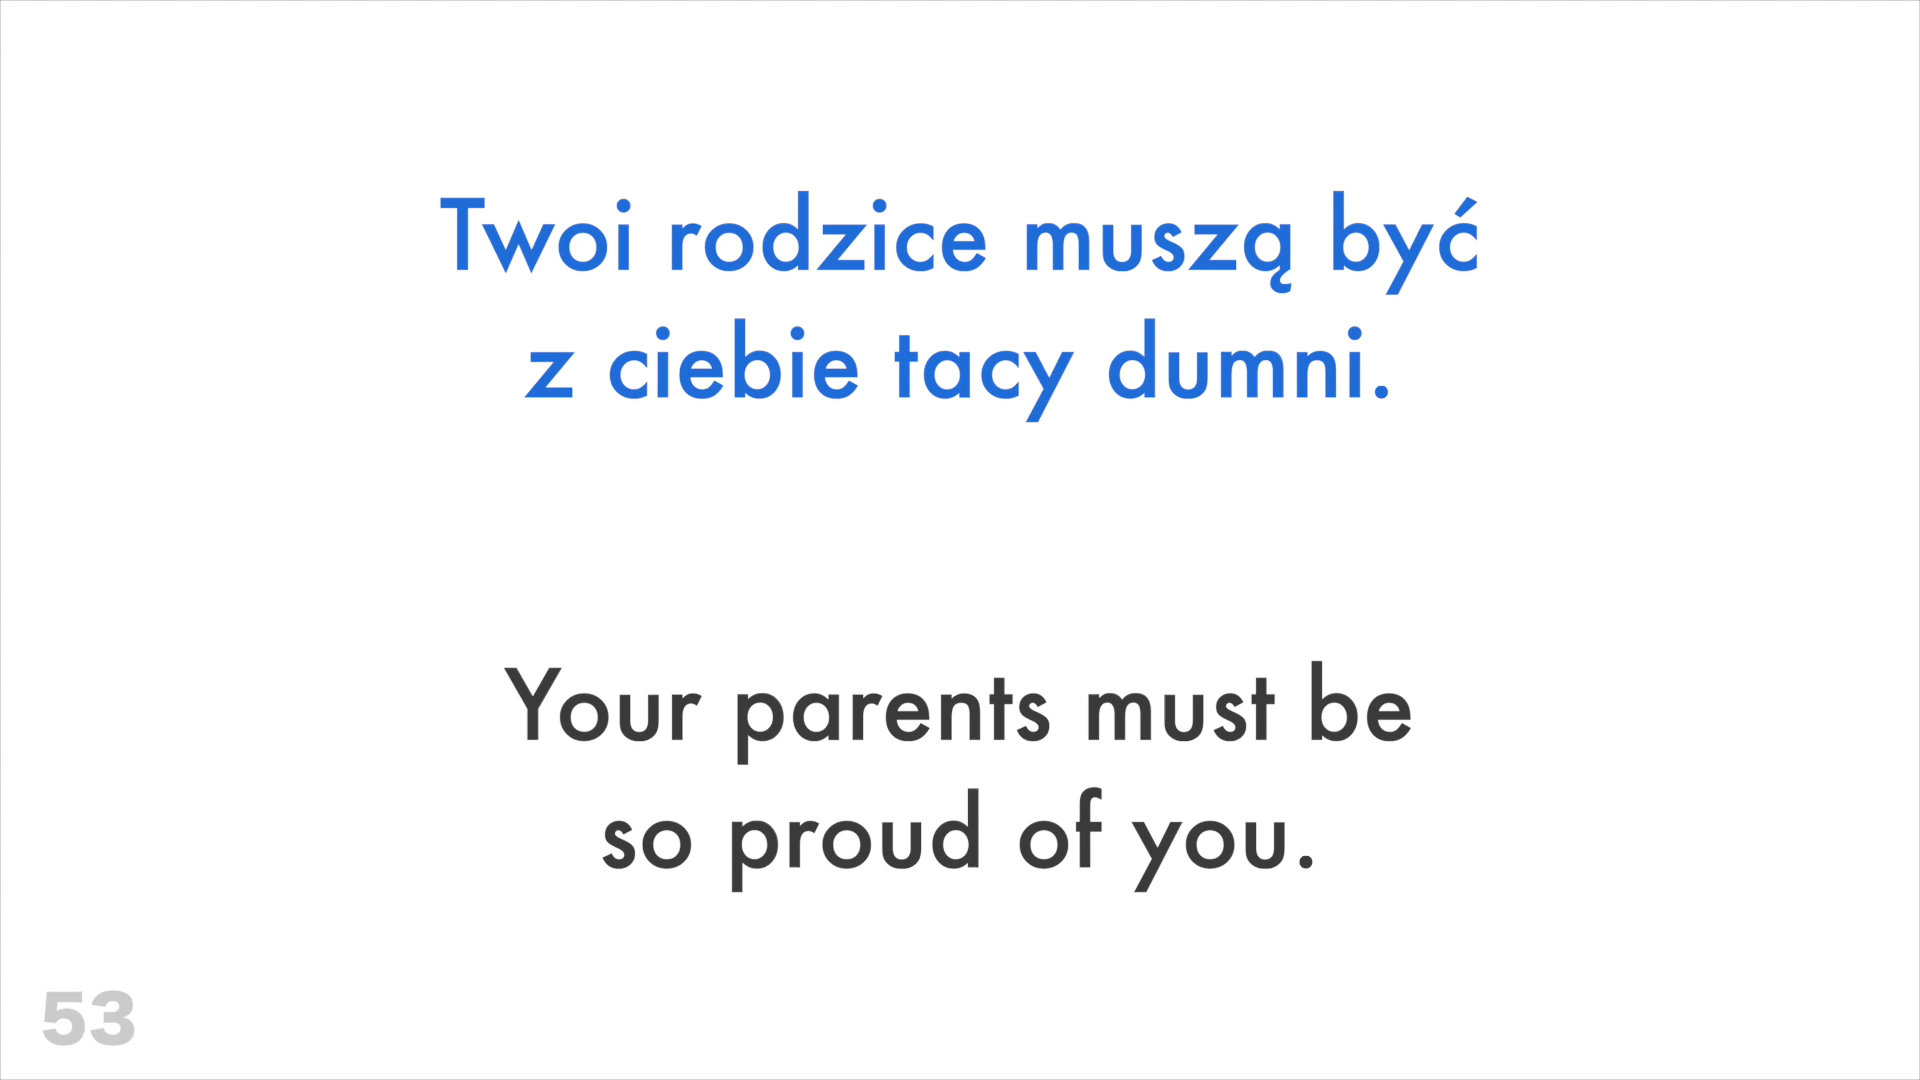 Twoi rodzice muszą być
z ciebie tacy dumni.
Your parents must be
so proud of you.
53